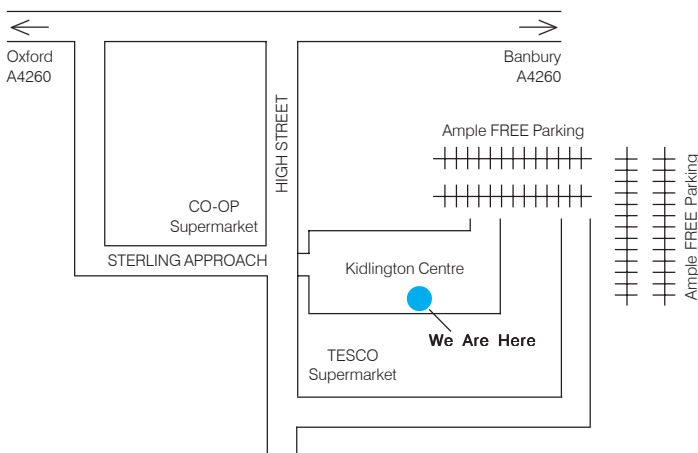 Oxford
A4260
Banbury
A4260
HIGH STREET
Ample FREE Parking
Ample FREE Parking
CO-OP
Supermarket
STERLING APPROACH
Kidlington Centre
We Are Here
TESCO
Supermarket